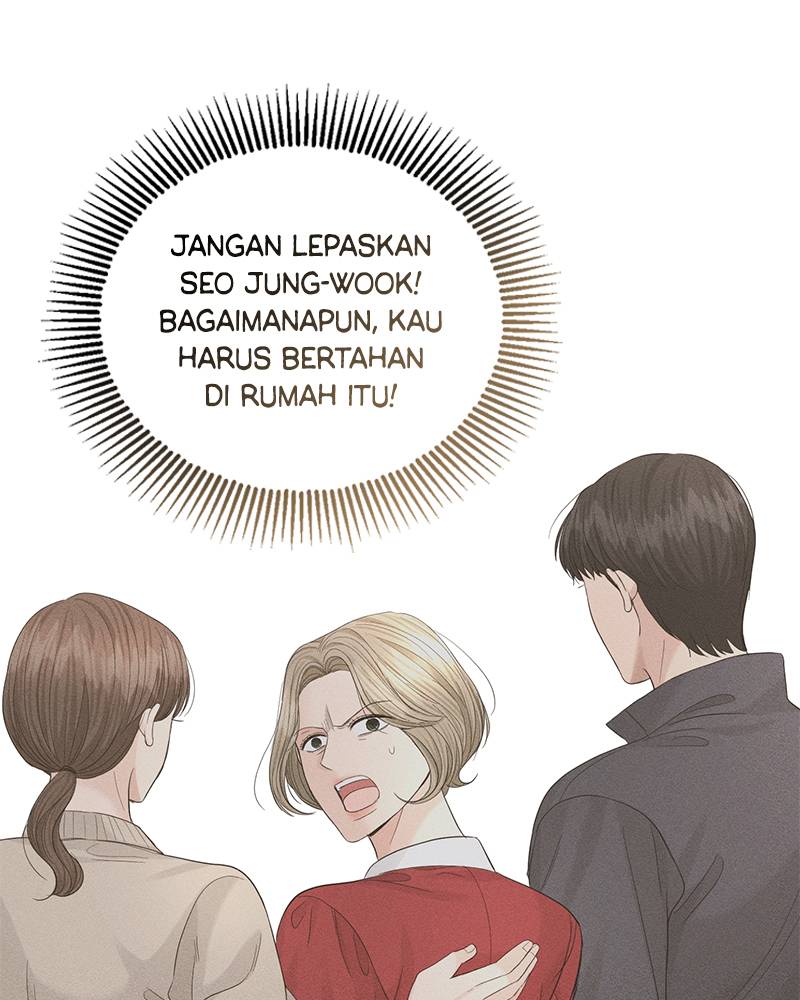 JANGAN LEPASKAN
SEO JUNG-WOOK!
BAGAIMANAPUN, KAU
HARUS BERTAHAN
DI RUMAH ITU!